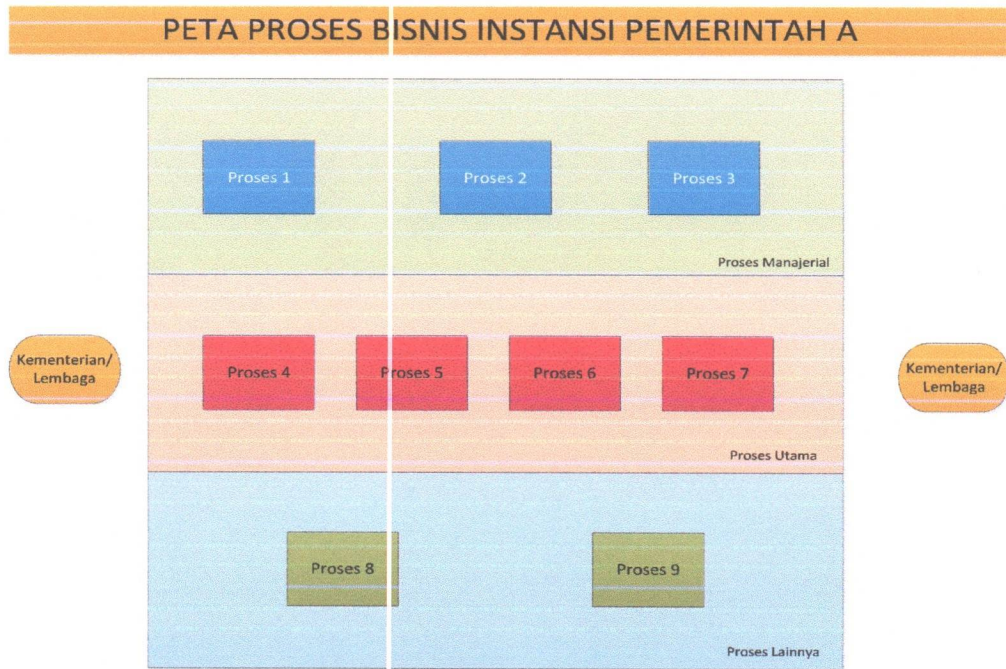 PETA PROSES BISNIS INSTANSI PEMERINTAH A
Proses 1
Proses 2
Proses 3
Proses Manajerial
Kementerian/
Lembaga
Proses 4
Proses 5
Proses 6
Proses 7
Kementerian/
Lembaga
Proses Utama
Proses 8
Proses 9
Proses Lainnya